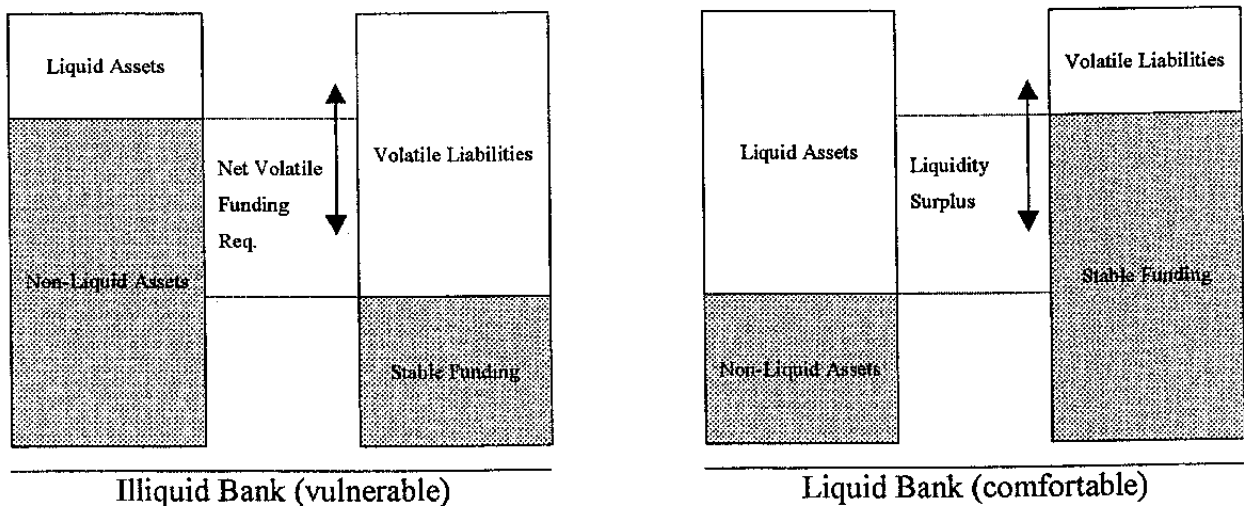 Liquid Assets
Net Volatile
Funding
Req.
Non-Liquid Assets
Volatile Liabilities
Stable Funding
Illiquid Bank (vulnerable)
Liquid Assets
Non-Liquid Assets
Liquidity
Surplus
Volatile Liabilities
Stable Funding
Liquid Bank (comfortable)